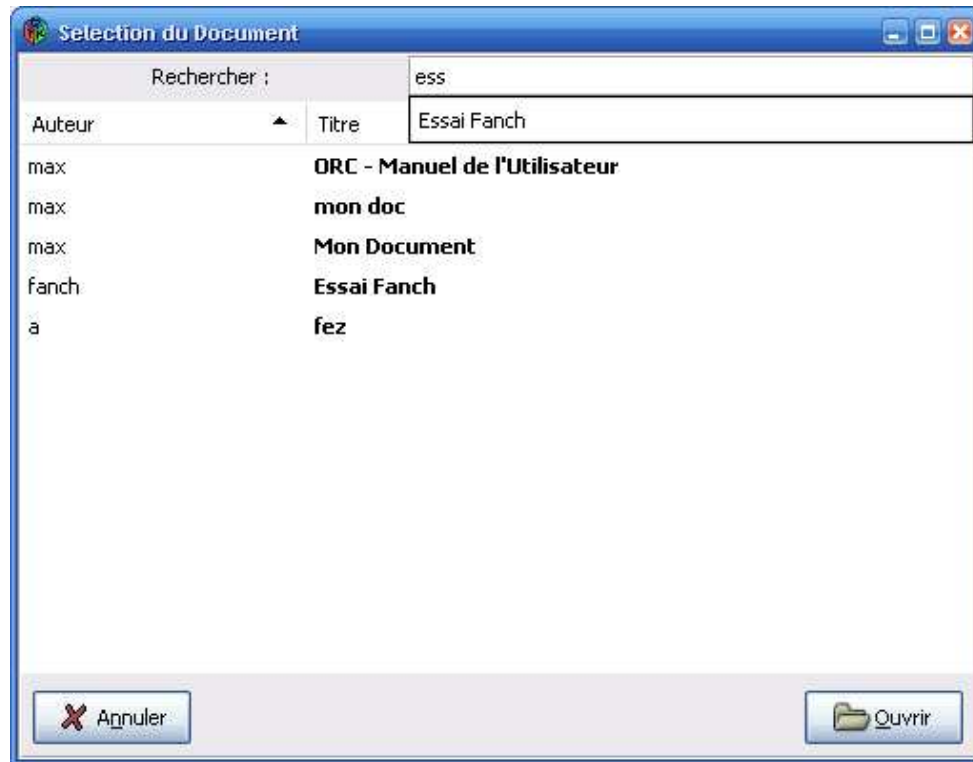 Selection du Document
Rechercher : ess
Auteur Titre Essai Fanch
max ORC - Manuel de l'Utilisateur
max mon doc
max Mon Document
fanch Essai Fanch
a fez
Annuler Ouvrir